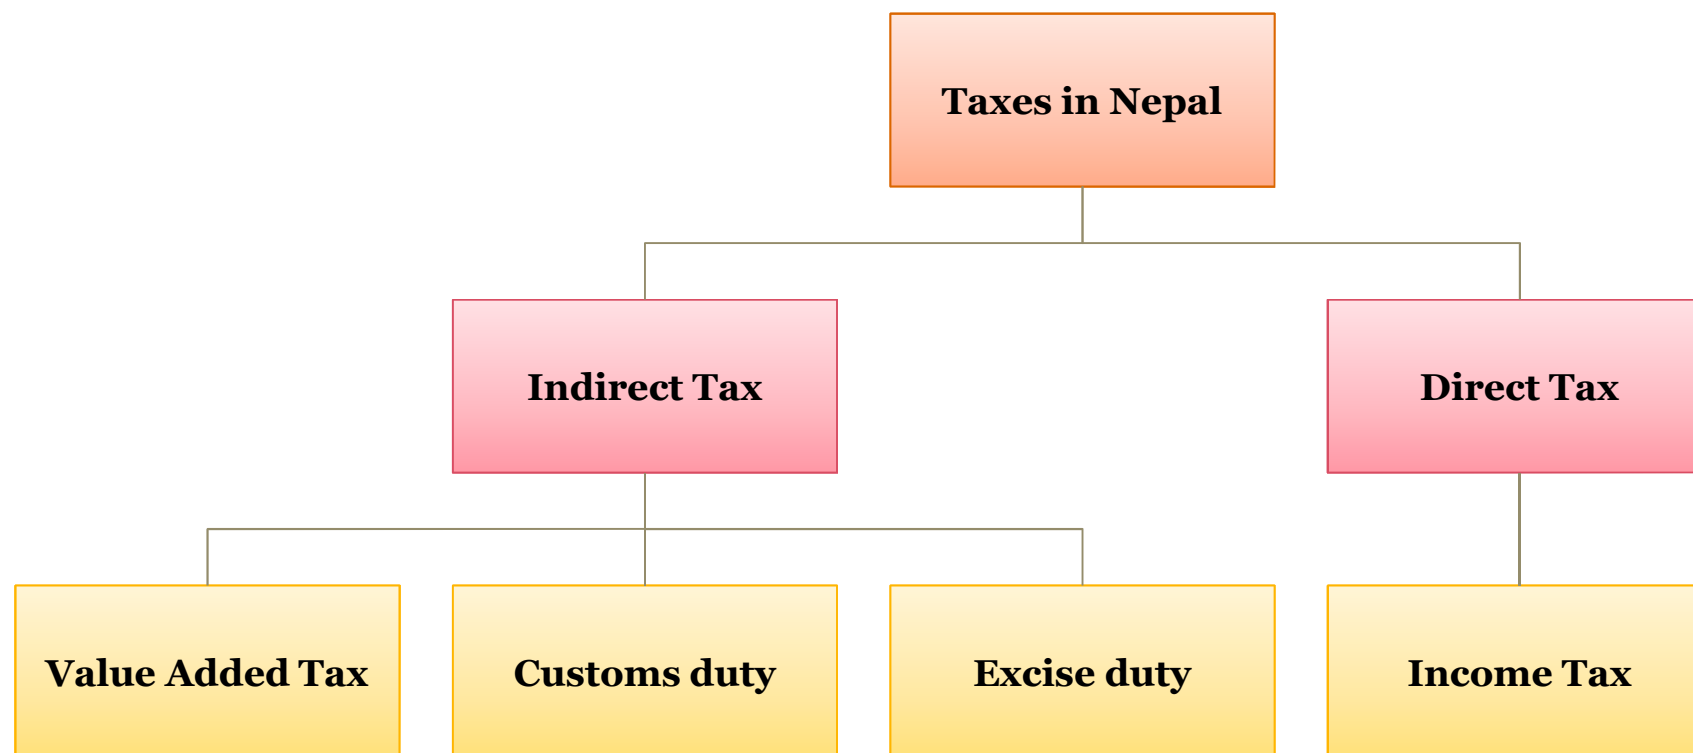 Taxes in Nepal
Indirect Tax
Direct Tax
Value Added Tax
Customs duty
Excise duty
Income Tax